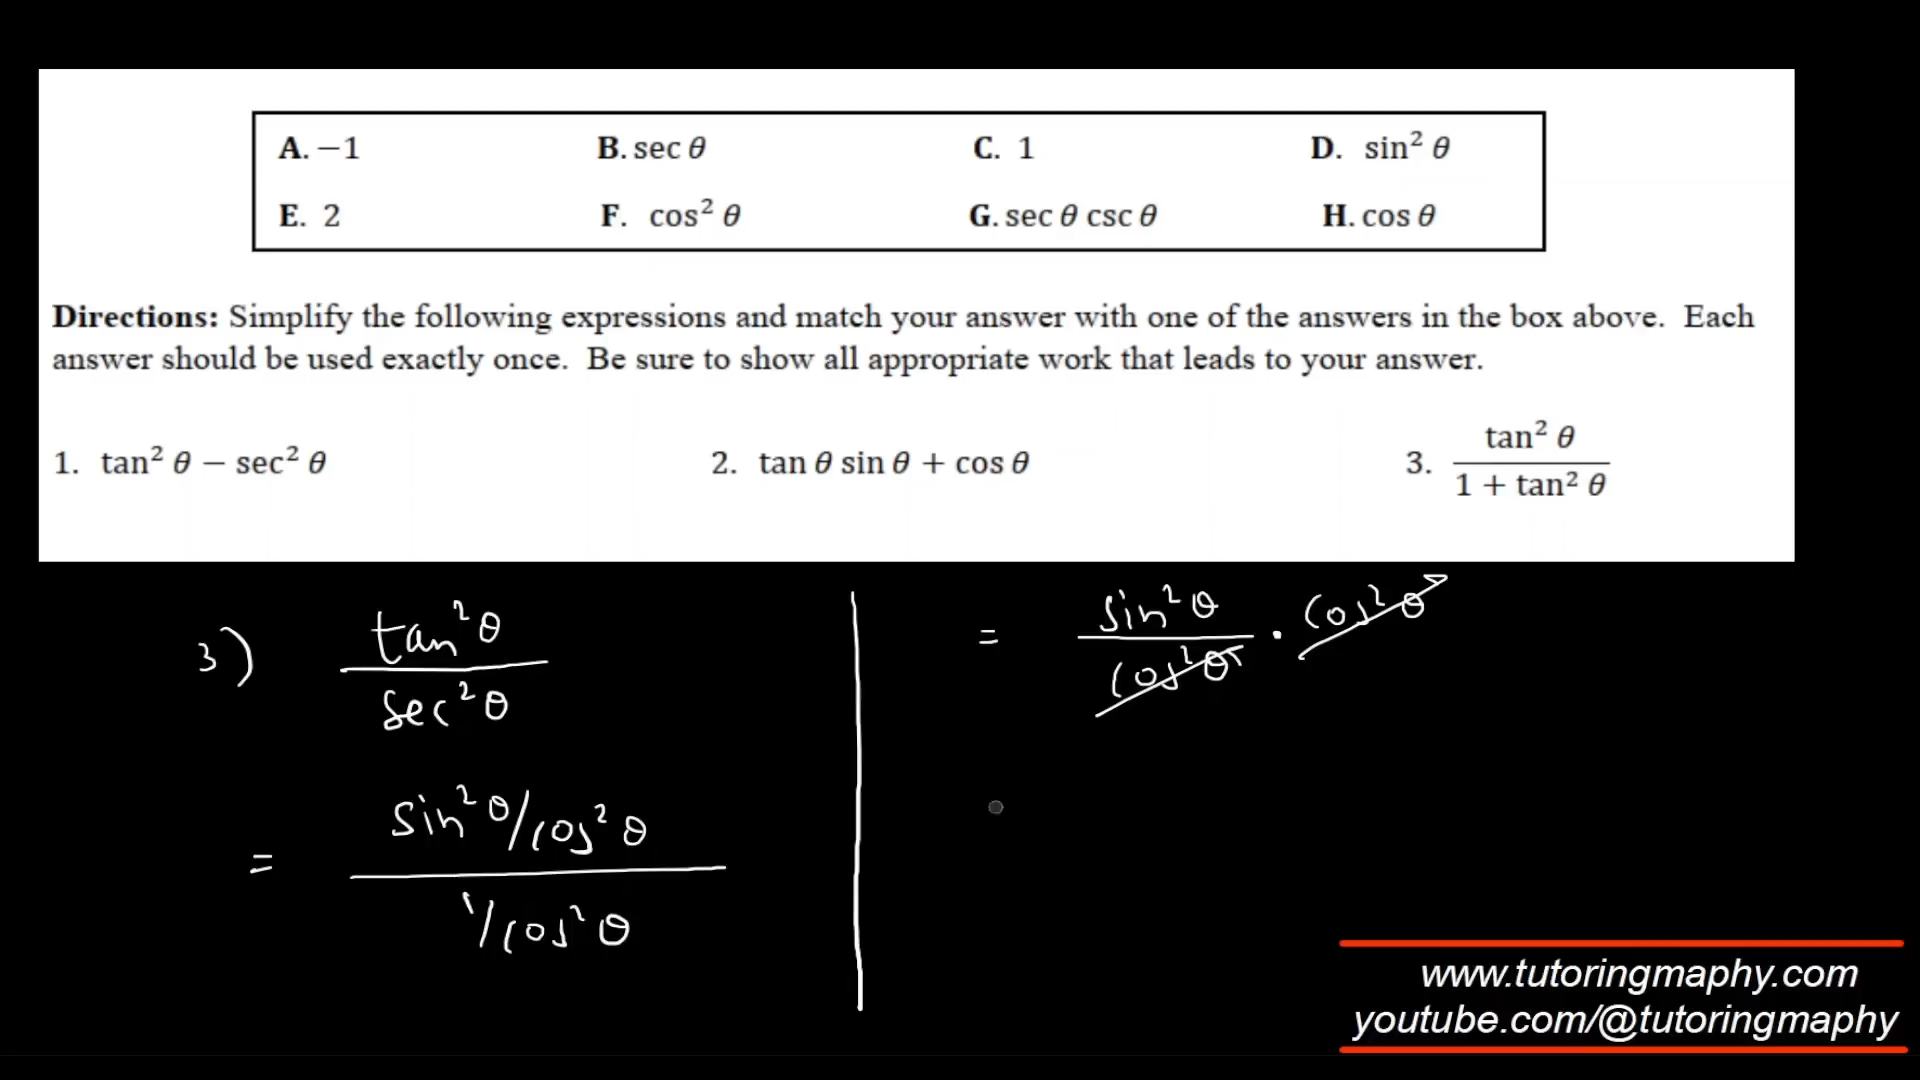 A. −1 B. sec θ C. 1 D. sin² θ
E. 2 F. cos² θ G. sec θ csc θ H. cos θ
Directions: Simplify the following expressions and match your answer with one of the answers in the box above. Each
answer should be used exactly once. Be sure to show all appropriate work that leads to your answer.
1. tan² θ − sec² θ 2. tan θ sin θ + cos θ 3. tan² θ / 1 + tan² θ
3) tan²θ / sec²θ
= sin²θ/cos²θ / 1/cos²θ
= sin²θ / cos²θ · cos²θ
www.tutoringmaphy.com
youtube.com/@tutoringmaphy